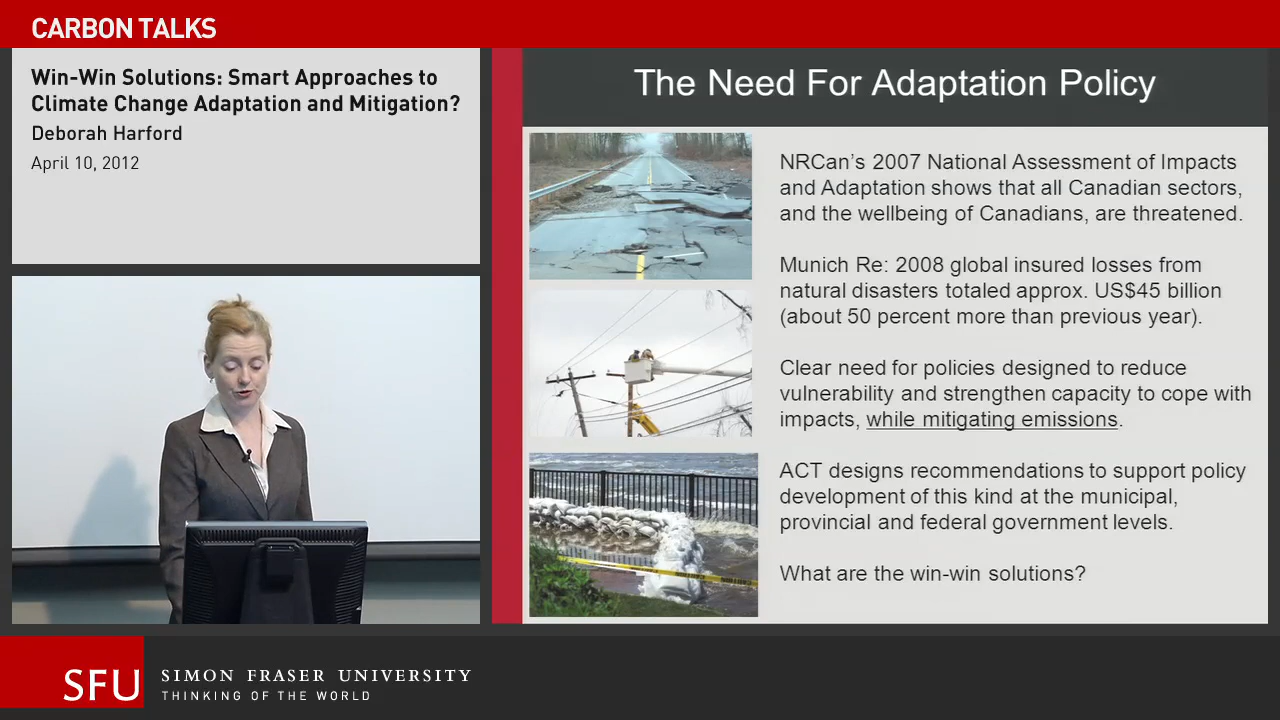 CARBON TALKS
Win-Win Solutions: Smart Approaches to
Climate Change Adaptation and Mitigation?
Deborah Harford
April 10, 2012
The Need For Adaptation Policy
NRCan's 2007 National Assessment of Impacts
and Adaptation shows that all Canadian sectors,
and the wellbeing of Canadians, are threatened.
Munich Re: 2008 global insured losses from
natural disasters totaled approx. US$45 billion
(about 50 percent more than previous year).
Clear need for policies designed to reduce
vulnerability and strengthen capacity to cope with
impacts, while mitigating emissions.
ACT designs recommendations to support policy
development of this kind at the municipal,
provincial and federal government levels.
What are the win-win solutions?
SFU
SIMON FRASER UNIVERSITY
THINKING OF THE WORLD